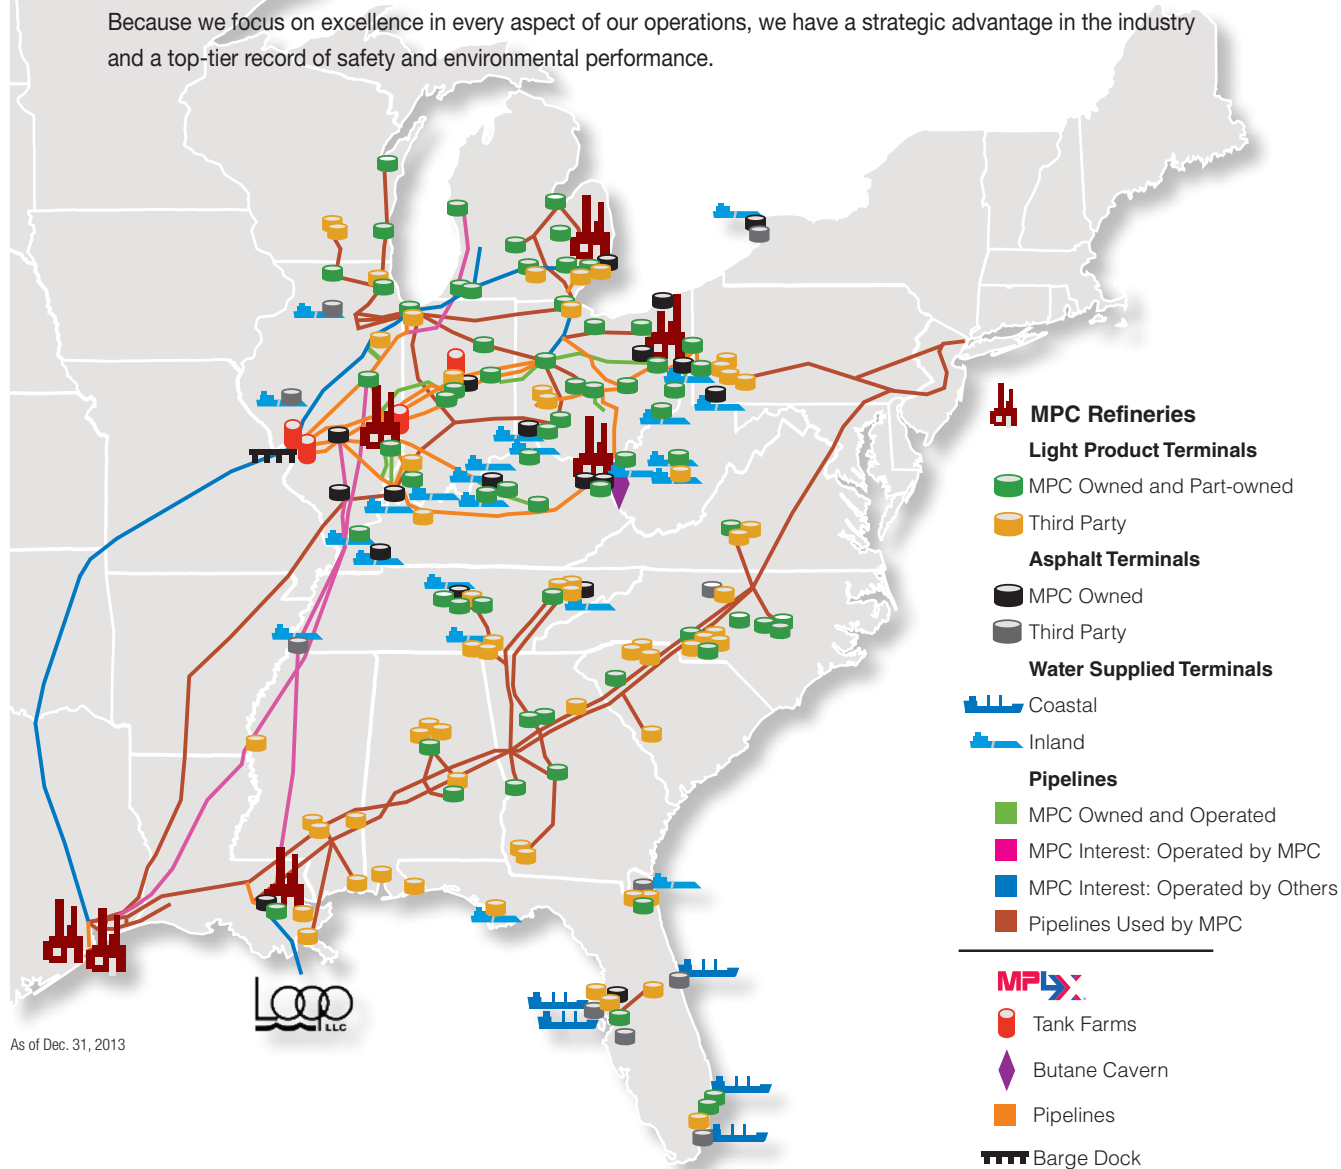 Because we focus on excellence in every aspect of our operations, we have a strategic advantage in the industry
and a top-tier record of safety and environmental performance.
MPC Refineries
Light Product Terminals
MPC Owned and Part-owned
Third Party
Asphalt Terminals
MPC Owned
Third Party
Water Supplied Terminals
Coastal
Inland
Pipelines
MPC Owned and Operated
MPC Interest: Operated by MPC
MPC Interest: Operated by Others
Pipelines Used by MPC
MPLX
Tank Farms
Butane Cavern
Pipelines
Barge Dock
LOOP
LLC
As of Dec. 31, 2013